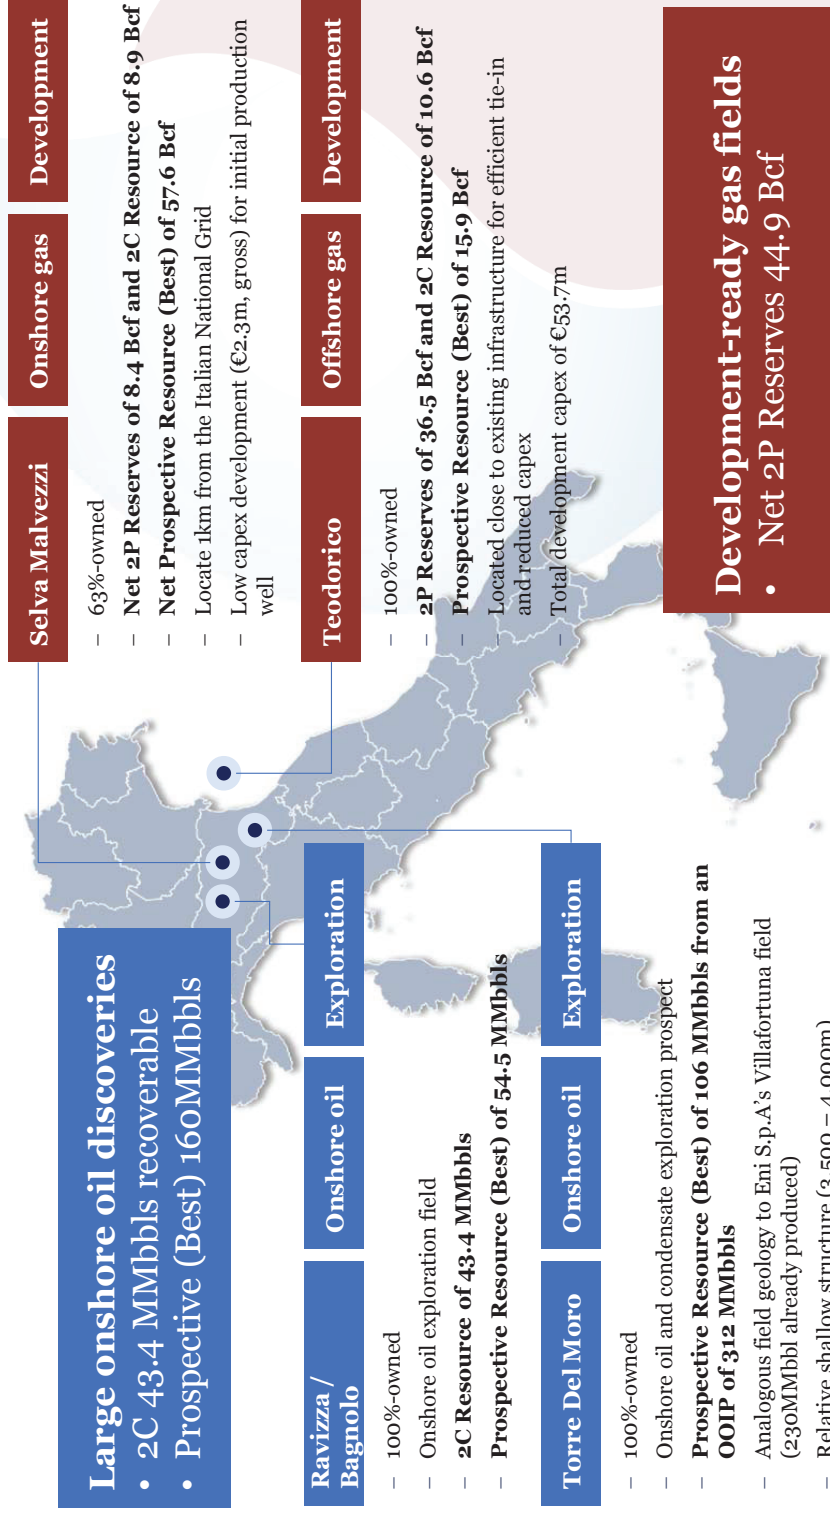 Large onshore oil discoveries
• 2C 43.4 MMbbls recoverable
• Prospective (Best) 160MMbbls
Ravizza /
Bagnolo
Onshore oil
Exploration
– 100%-owned
– Onshore oil exploration field
– 2C Resource of 43.4 MMbbls
– Prospective Resource (Best) of 54.5 MMbbls
Torre Del Moro
Onshore oil
Exploration
– 100%-owned
– Onshore oil and condensate exploration prospect
– Prospective Resource (Best) of 106 MMbbls from an
OOIP of 312 MMbbls
– Analogous field geology to Eni S.p.A's Villafortuna field
(230MMbbl already produced)
– Relative shallow structure (3,500 – 4,000m)
Selva Malvezzi
Onshore gas
Development
– 63%-owned
– Net 2P Reserves of 8.4 Bcf and 2C Resource of 8.9 Bcf
– Net Prospective Resource (Best) of 57.6 Bcf
– Locate 1km from the Italian National Grid
– Low capex development (€2.3m, gross) for initial production
well
Teodorico
Offshore gas
Development
– 100%-owned
– 2P Reserves of 36.5 Bcf and 2C Resource of 10.6 Bcf
– Prospective Resource (Best) of 15.9 Bcf
– Located close to existing infrastructure for efficient tie-in
and reduced capex
– Total development capex of €53.7m
Development-ready gas fields
• Net 2P Reserves 44.9 Bcf